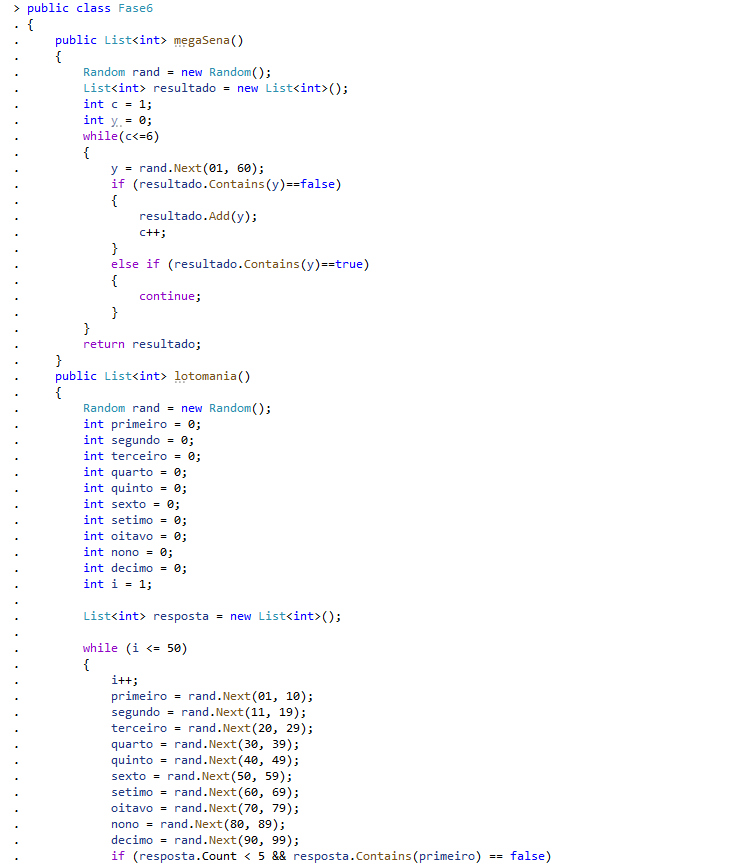 > public class Fase6
. {
.     public List<int> megaSena()
.     {
.         Random rand = new Random();
.         List<int> resultado = new List<int>();
.         int c = 1;
.         int y = 0;
.         while(c<=6)
.         {
.             y = rand.Next(01, 60);
.             if (resultado.Contains(y)==false)
.             {
.                 resultado.Add(y);
.                 c++;
.             }
.             else if (resultado.Contains(y)==true)
.             {
.                 continue;
.             }
.         }
.         return resultado;
.     }
.     public List<int> lotomania()
.     {
.         Random rand = new Random();
.         int primeiro = 0;
.         int segundo = 0;
.         int terceiro = 0;
.         int quarto = 0;
.         int quinto = 0;
.         int sexto = 0;
.         int setimo = 0;
.         int oitavo = 0;
.         int nono = 0;
.         int decimo = 0;
.         int i = 1;
.
.         List<int> resposta = new List<int>();
.
.         while (i <= 50)
.         {
.             i++;
.             primeiro = rand.Next(01, 10);
.             segundo = rand.Next(11, 19);
.             terceiro = rand.Next(20, 29);
.             quarto = rand.Next(30, 39);
.             quinto = rand.Next(40, 49);
.             sexto = rand.Next(50, 59);
.             setimo = rand.Next(60, 69);
.             oitavo = rand.Next(70, 79);
.             nono = rand.Next(80, 89);
.             decimo = rand.Next(90, 99);
.             if (resposta.Count < 5 && resposta.Contains(primeiro) == false)